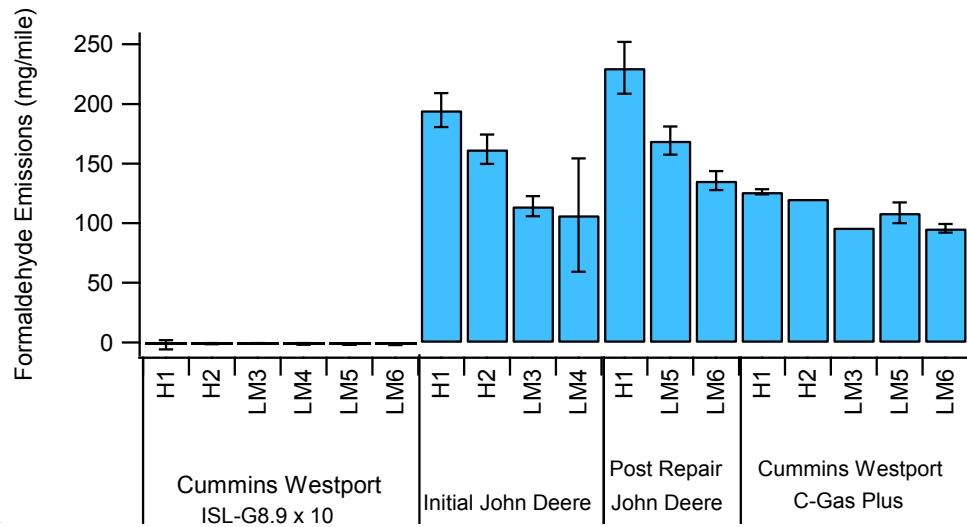 Formaldehyde Emissions (mg/mile)
250
200
150
100
50
0
H1
H2
LM3
LM4
LM5
LM6
H1
H2
LM3
LM4
H1
LM5
LM6
H1
H2
LM3
LM5
LM6
Cummins Westport
ISL-G8.9 x 10
Initial John Deere
Post Repair
John Deere
Cummins Westport
C-Gas Plus